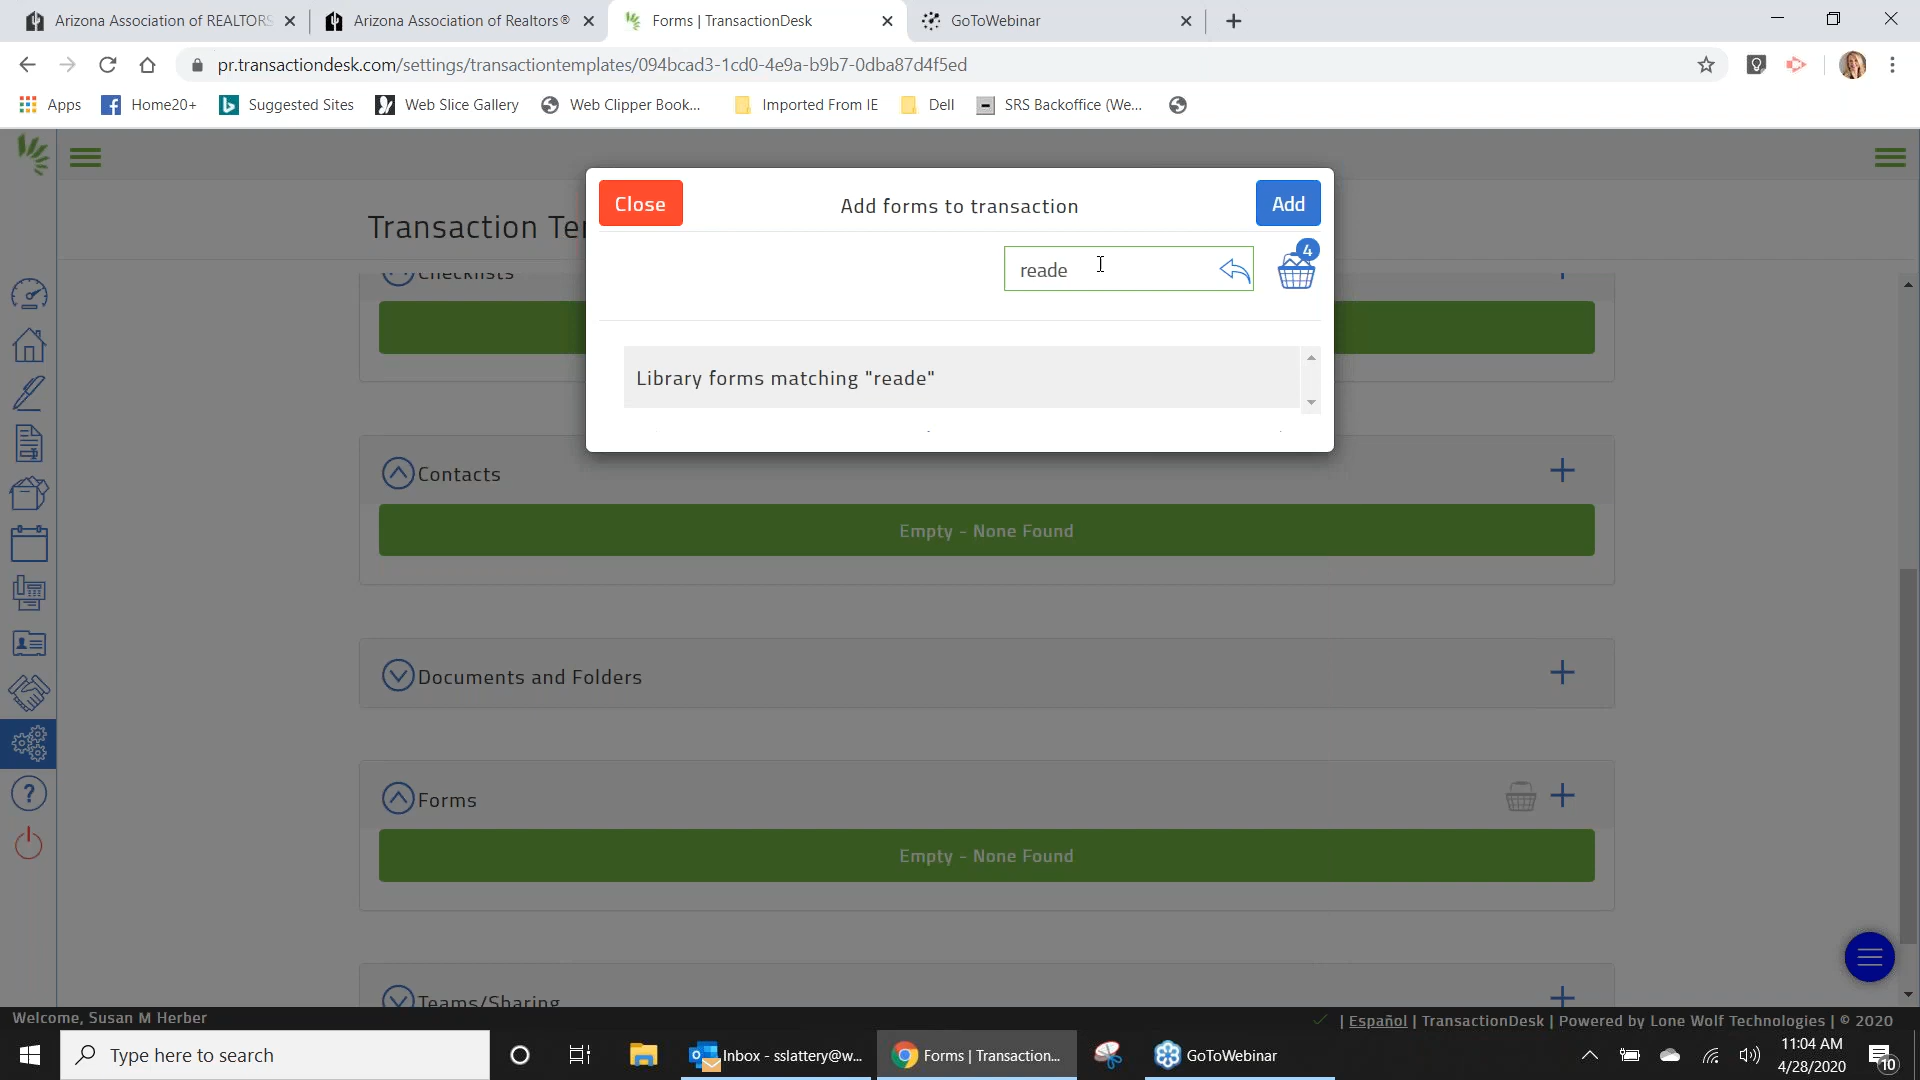 Arizona Association of REALTORS
Arizona Association of Realtors®
Forms | TransactionDesk
GoToWebinar
pr.transactiondesk.com/settings/transactiontemplates/094bcad3-1cd0-4e9a-b9b7-0dba87d4f5ed
Apps
Home20+
Suggested Sites
Web Slice Gallery
Web Clipper Book...
Imported From IE
Dell
SRS Backoffice (We...
Close
Add forms to transaction
Add
Transaction Te
reade
4
Checklists
Library forms matching "reade"
Contacts
Empty - None Found
Documents and Folders
Forms
Empty - None Found
Teams/Sharing
Welcome, Susan M Herber
| Español | TransactionDesk | Powered by Lone Wolf Technologies | © 2020
Type here to search
Inbox - sslattery@w...
Forms | Transaction...
GoToWebinar
11:04 AM
4/28/2020
10